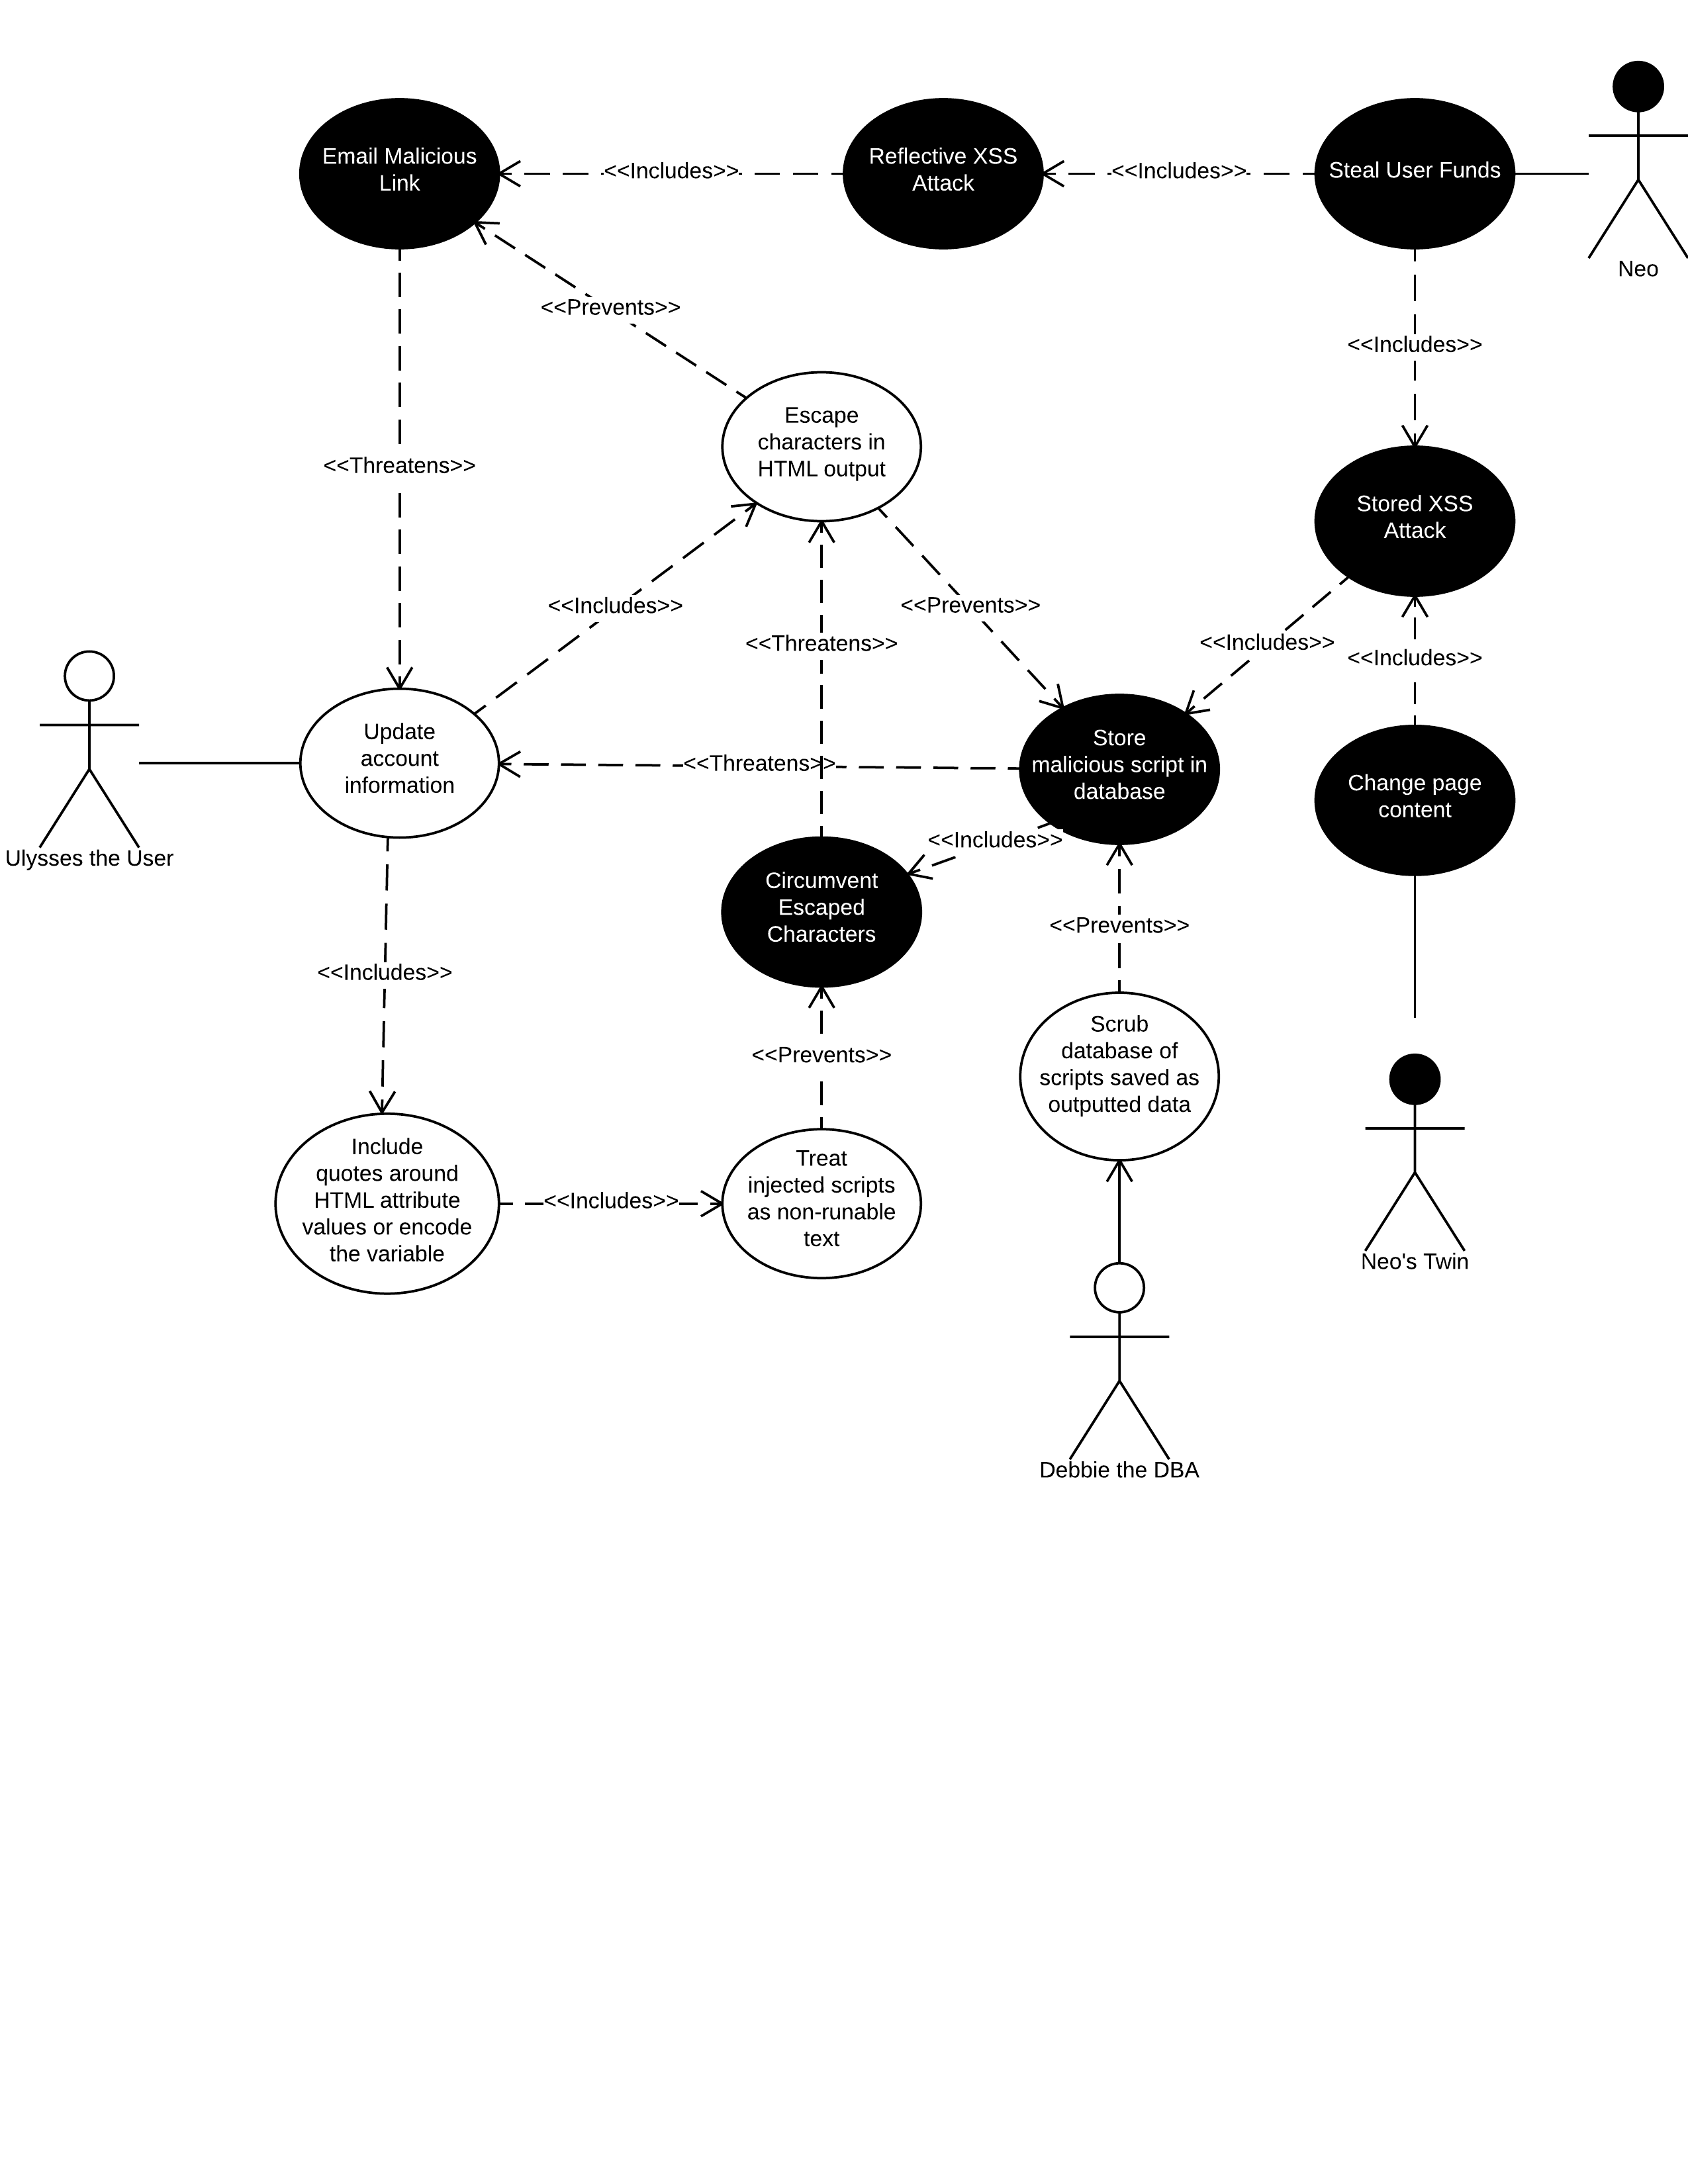 Email Malicious
Link
<<Includes>>
Reflective XSS
Attack
<<Includes>>
Steal User Funds
Neo
<<Prevents>>
<<Includes>>
Escape
characters in
HTML output
<<Threatens>>
Stored XSS
Attack
<<Includes>>
<<Prevents>>
<<Threatens>>
<<Includes>>
<<Includes>>
Update
account
information
<<Threatens>>
Store
malicious script in
database
Change page
content
Ulysses the User
<<Includes>>
Circumvent
Escaped
Characters
<<Prevents>>
<<Includes>>
<<Prevents>>
Scrub
database of
scripts saved as
outputted data
Include
quotes around
HTML attribute
values or encode
the variable
<<Includes>>
Treat
injected scripts
as non-runable
text
Neo's Twin
Debbie the DBA